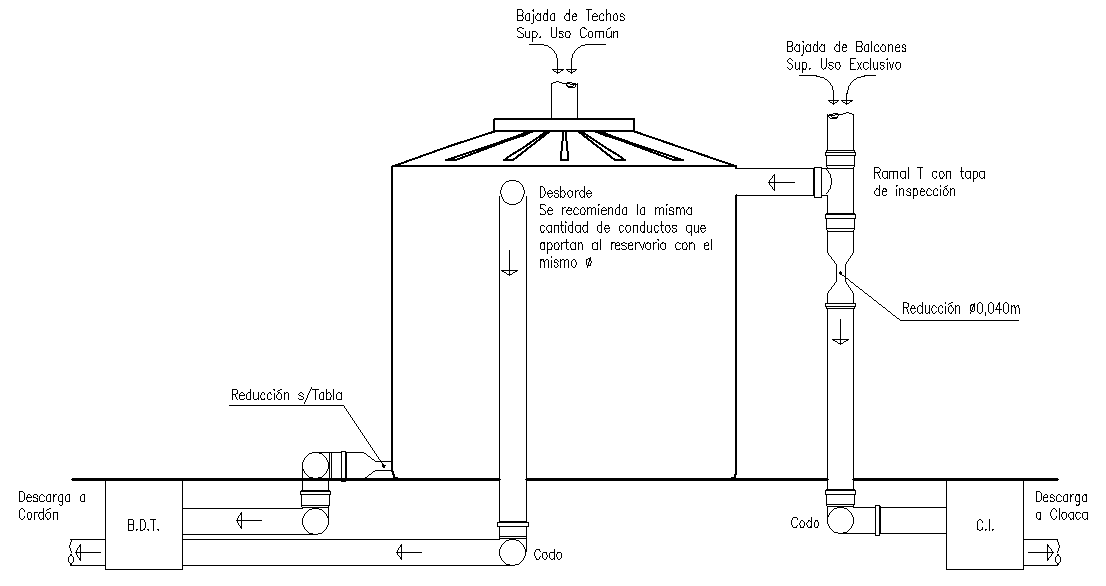 Bajada de Techos
Sup. Uso Común
Bajada de Balcones
Sup. Uso Exclusivo
Ramal T con tapa
de inspección
Desborde
Se recomienda la misma
cantidad de conductos que
aportan al reservorio con el
mismo ø
Reducción ø0,040m
Reducción s/Tabla
Descarga a
Cordón
B.D.T.
Codo
Codo
C.I.
Descarga
a Cloaca